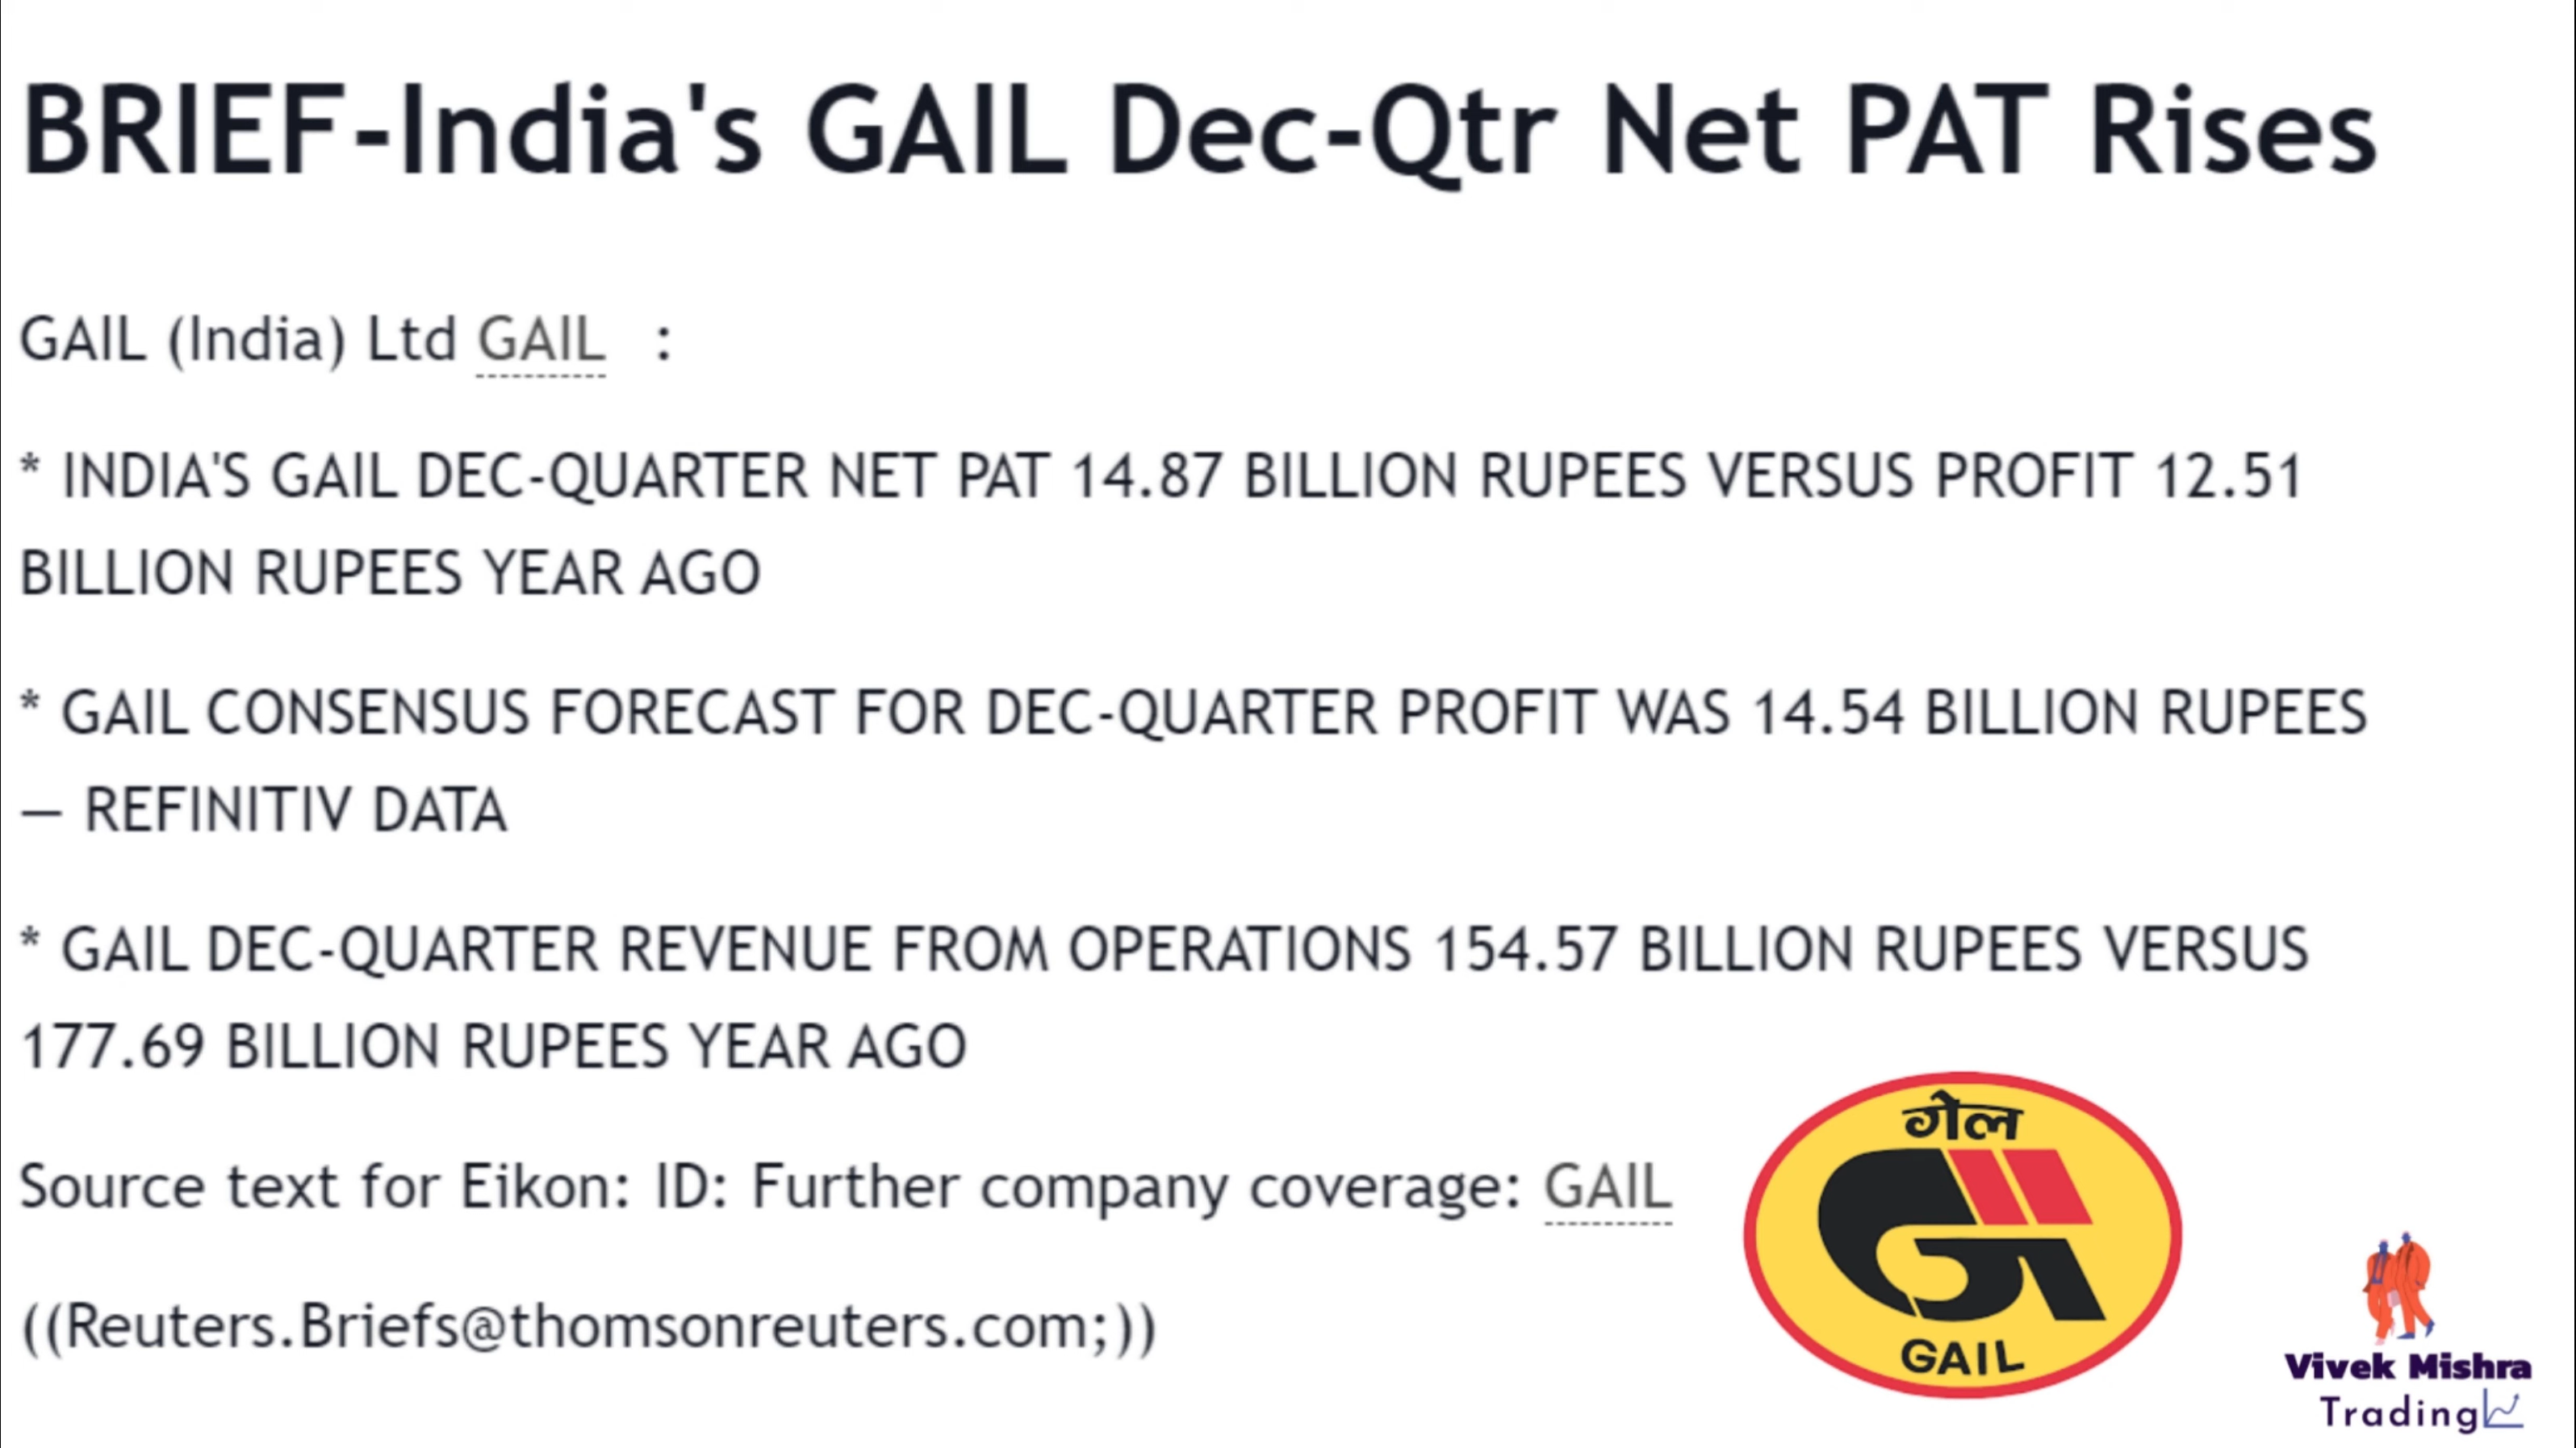 BRIEF-India's GAIL Dec-Qtr Net PAT Rises
GAIL (India) Ltd GAIL :
* INDIA'S GAIL DEC-QUARTER NET PAT 14.87 BILLION RUPEES VERSUS PROFIT 12.51
BILLION RUPEES YEAR AGO
* GAIL CONSENSUS FORECAST FOR DEC-QUARTER PROFIT WAS 14.54 BILLION RUPEES
— REFINITIV DATA
* GAIL DEC-QUARTER REVENUE FROM OPERATIONS 154.57 BILLION RUPEES VERSUS
177.69 BILLION RUPEES YEAR AGO
Source text for Eikon: ID: Further company coverage: GAIL
((Reuters.Briefs@thomsonreuters.com;))
गेल
GAIL
Vivek Mishra
Trading